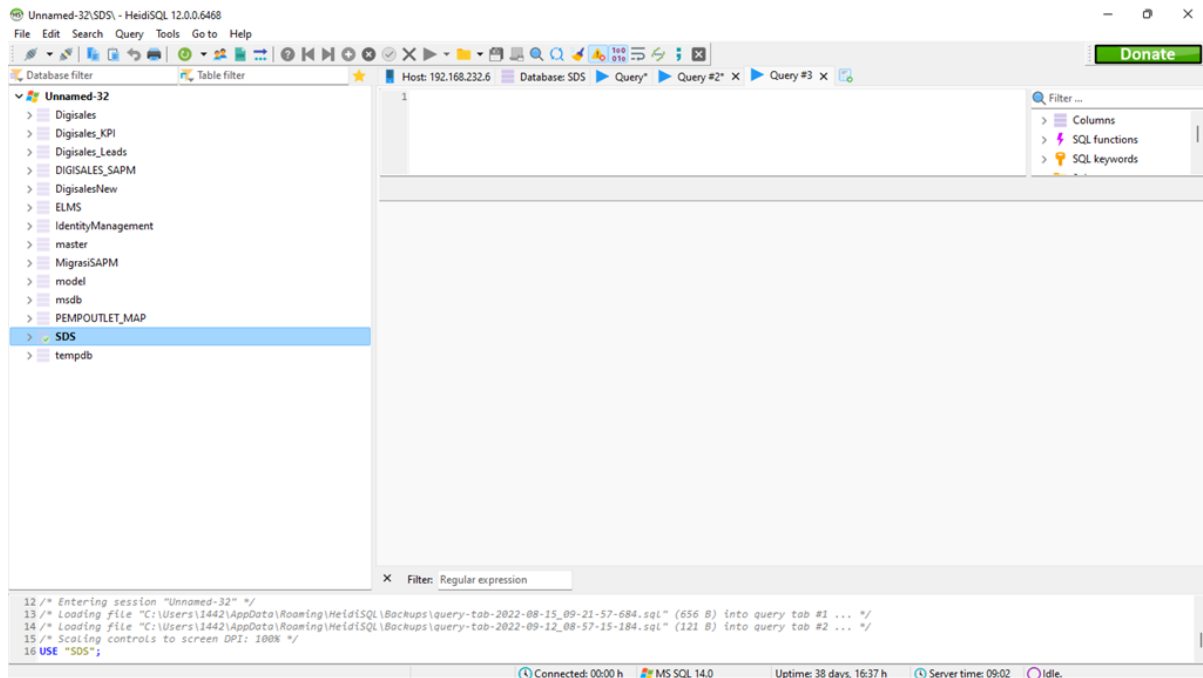 Unnamed-32\SDS\ - HeidiSQL 12.0.0.6468
File Edit Search Query Tools Go to Help
Donate
Database filter
Table filter
Host: 192.168.232.6 Database: SDS Query* Query #2* X Query #3 X
Unnamed-32
Digisales
Digisales_KPI
Digisales_Leads
DIGISALES_SAPM
DigisalesNew
ELMS
IdentityManagement
master
MigrasiSAPM
model
msdb
PEMPOUTLET_MAP
SDS
tempdb
1
Filter ...
Columns
SQL functions
SQL keywords
Filter: Regular expression
12 /* Entering session "Unnamed-32" */
13 /* Loading file "C:\Users\1442\AppData\Roaming\HeidiSQL\Backups\query-tab-2022-08-15_09-21-57-684.sql" (656 B) into query tab #1 ... */
14 /* Loading file "C:\Users\1442\AppData\Roaming\HeidiSQL\Backups\query-tab-2022-09-12_08-57-15-184.sql" (121 B) into query tab #2 ... */
15 /* Scaling controls to screen DPI: 100% */
16 USE "SDS";
Connected: 00:00 h MS SQL 14.0 Uptime: 38 days, 16:37 h Server time: 09:02 Idle.